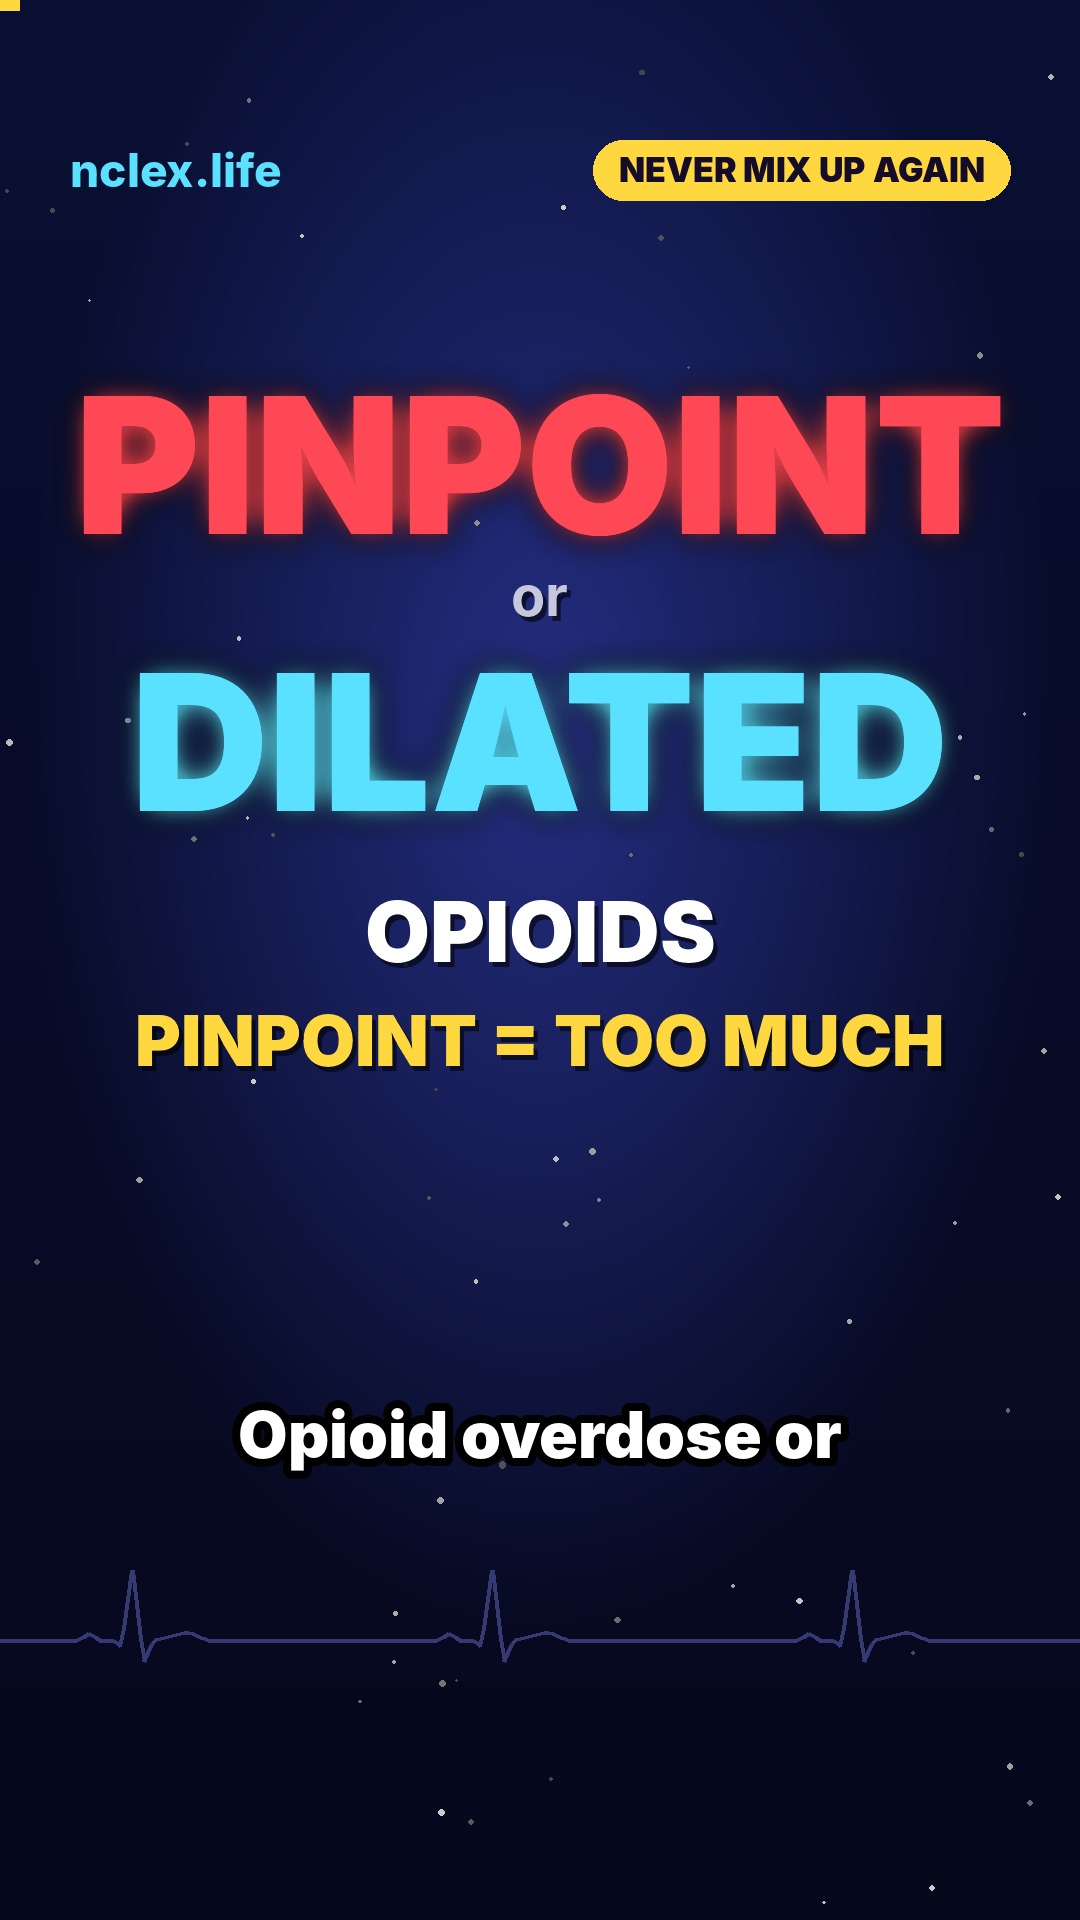 nclex.life
NEVER MIX UP AGAIN
PINPOINT
or
DILATED
OPIOIDS
PINPOINT = TOO MUCH
Opioid overdose or